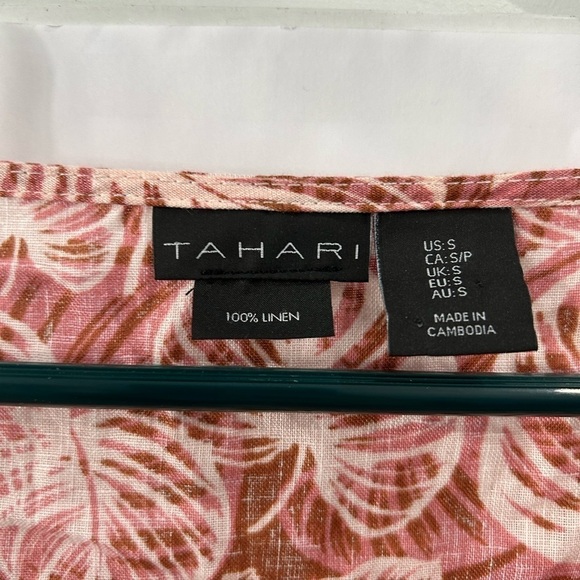 TAHARI
100% LINEN
US: S
CA: S/P
UK: S
EU: S
AU: S
MADE IN
CAMBODIA